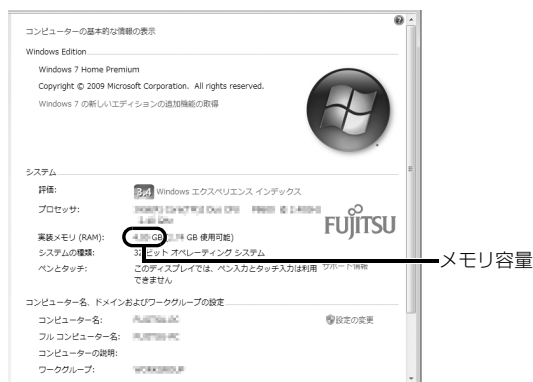 コンピューターの基本的な情報の表示
Windows Edition
Windows 7 Home Premium
Copyright © 2009 Microsoft Corporation. All rights reserved.
Windows 7 の新しいエディションの追加機能の取得
システム
評価:
3.4 Windows エクスペリエンス インデックス
プロセッサ:
FUJITSU
実装メモリ (RAM): GB ( GB 使用可能)
メモリ容量
システムの種類: 32 ビット オペレーティング システム
ペンとタッチ: このディスプレイでは、ペン入力とタッチ入力は利用できません
サポート情報
コンピューター名、ドメインおよびワークグループの設定
コンピューター名:
設定の変更
フル コンピューター名:
コンピューターの説明:
ワークグループ: WORKGROUP